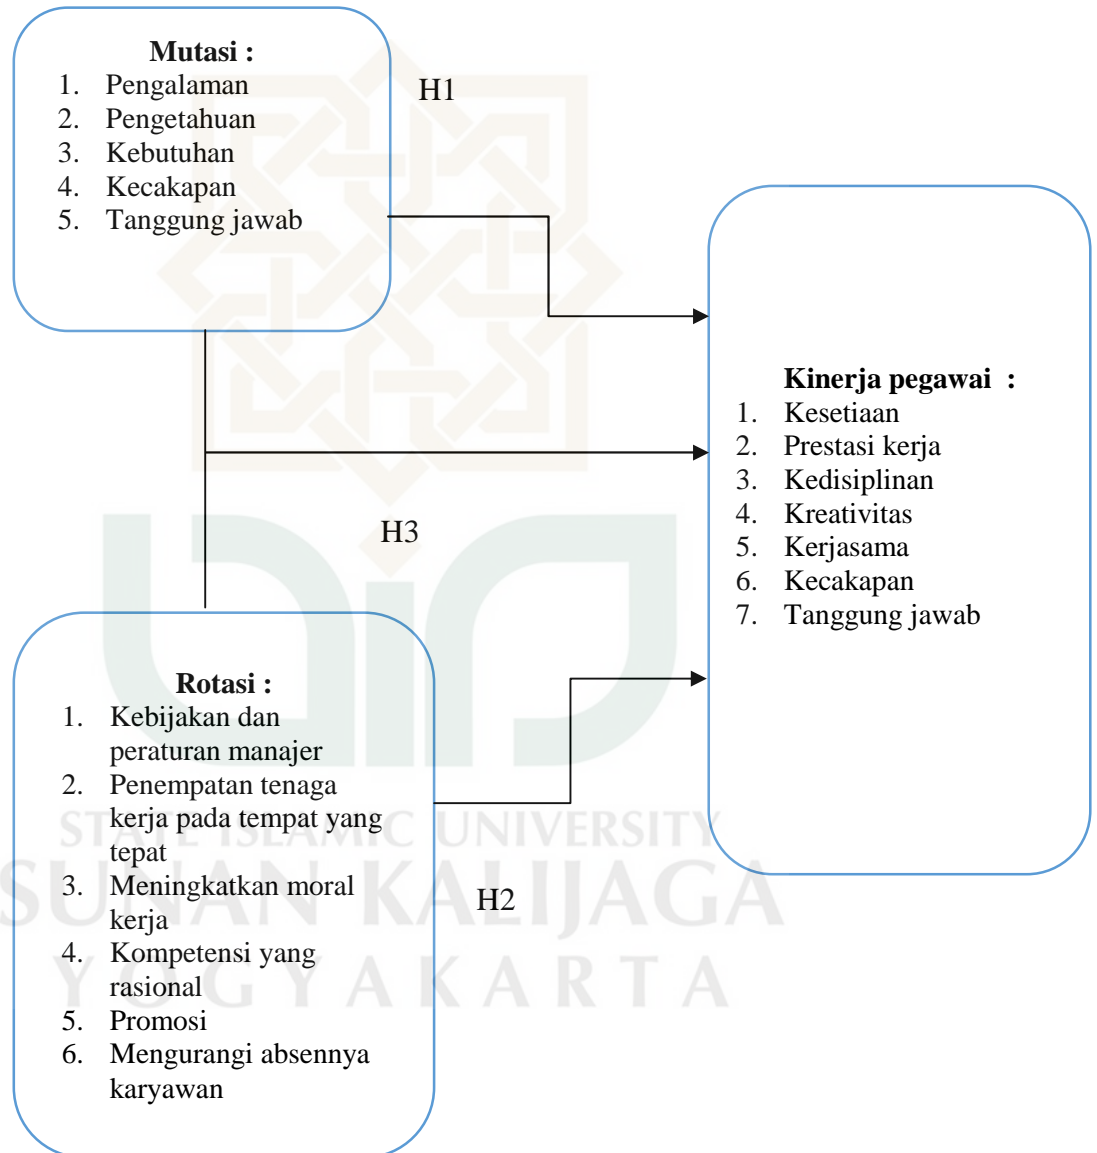 Mutasi :
1. Pengalaman
2. Pengetahuan
3. Kebutuhan
4. Kecakapan
5. Tanggung jawab
H1
Kinerja pegawai :
1. Kesetiaan
2. Prestasi kerja
3. Kedisiplinan
4. Kreativitas
5. Kerjasama
6. Kecakapan
7. Tanggung jawab
H3
Rotasi :
1. Kebijakan dan
peraturan manajer
2. Penempatan tenaga
kerja pada tempat yang
tepat
3. Meningkatkan moral
kerja
4. Kompetensi yang
rasional
5. Promosi
6. Mengurangi absennya
karyawan
H2
STATE ISLAMIC UNIVERSITY
SUNAN KALIJAGA
YOGYAKARTA